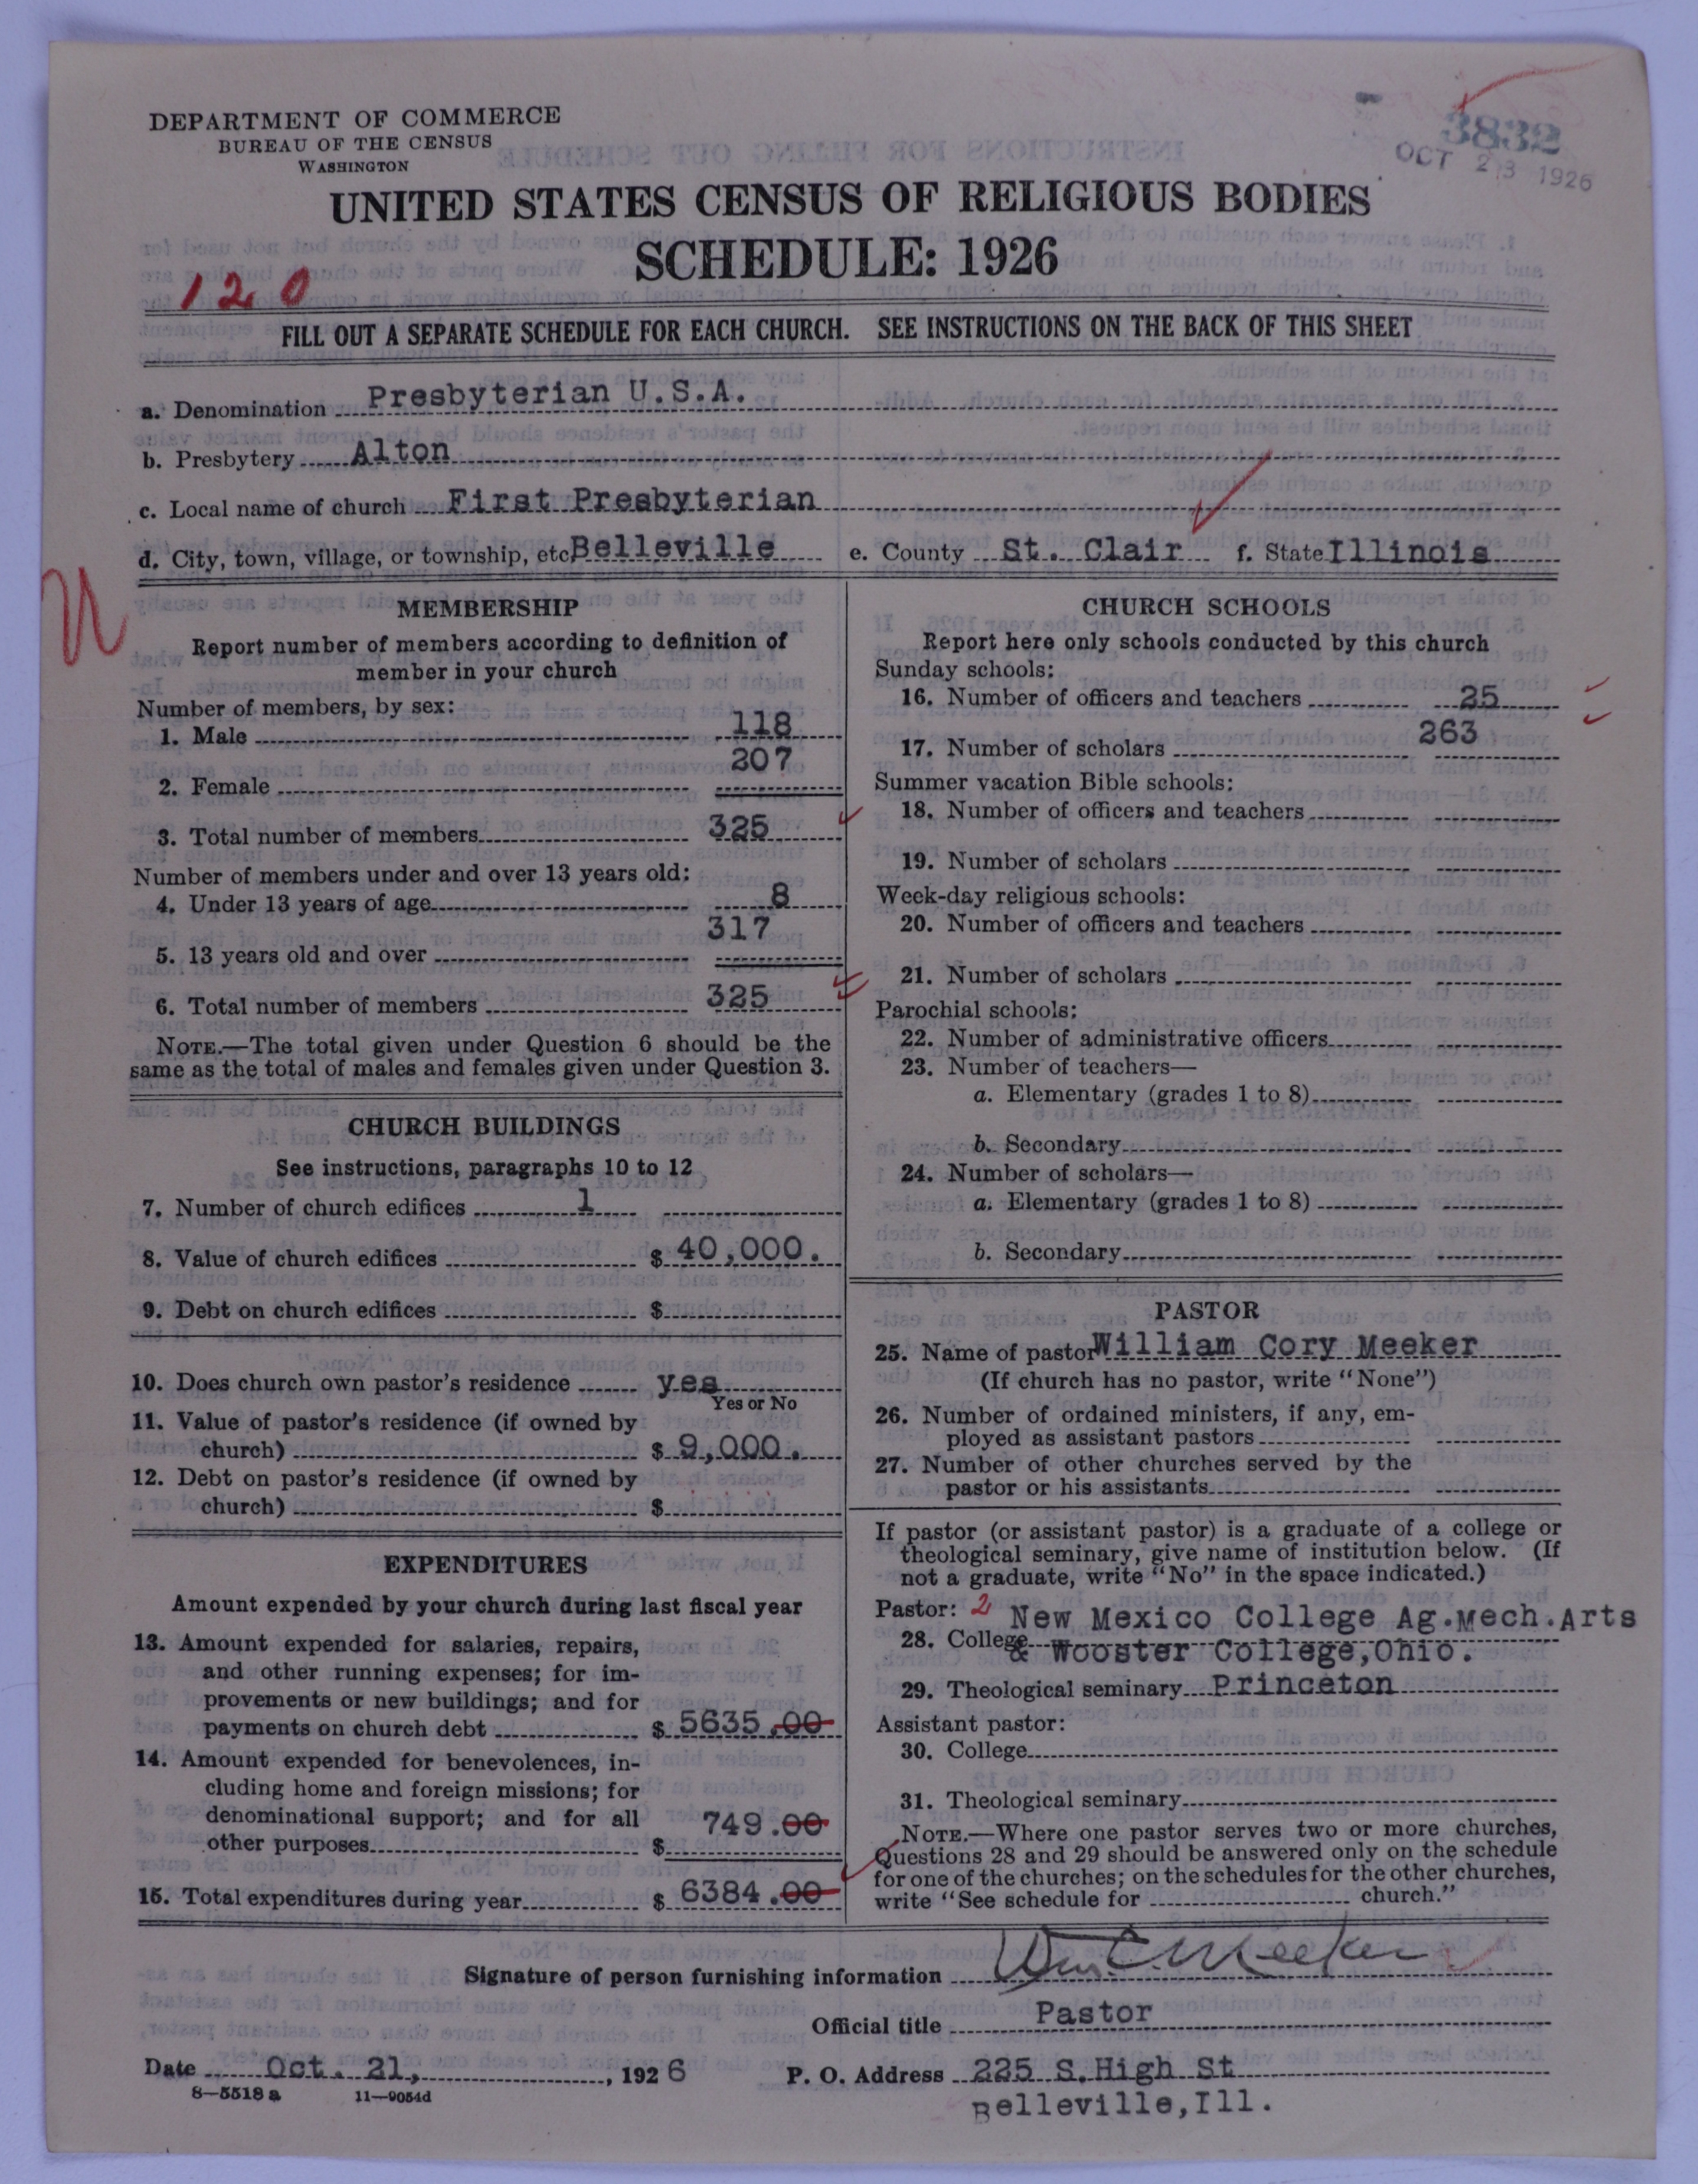 DEPARTMENT OF COMMERCE
BUREAU OF THE CENSUS
WASHINGTON
3832
OCT 23 1926
UNITED STATES CENSUS OF RELIGIOUS BODIES
SCHEDULE: 1926
120
FILL OUT A SEPARATE SCHEDULE FOR EACH CHURCH. SEE INSTRUCTIONS ON THE BACK OF THIS SHEET
a. Denomination Presbyterian U.S.A.
b. Presbytery Alton
c. Local name of church First Presbyterian
d. City, town, village, or township, etc Belleville e. County St. Clair f. State Illinois
MEMBERSHIP
Report number of members according to definition of
member in your church
Number of members, by sex:
1. Male 118
2. Female 207
3. Total number of members 325
Number of members under and over 13 years old:
4. Under 13 years of age 8
5. 13 years old and over 317
6. Total number of members 325
NOTE.—The total given under Question 6 should be the
same as the total of males and females given under Question 3.
CHURCH BUILDINGS
See instructions, paragraphs 10 to 12
7. Number of church edifices 1
8. Value of church edifices $ 40,000.
9. Debt on church edifices $
10. Does church own pastor's residence yes
Yes or No
11. Value of pastor's residence (if owned by
church) $ 9,000.
12. Debt on pastor's residence (if owned by
church) $
EXPENDITURES
Amount expended by your church during last fiscal year
13. Amount expended for salaries, repairs,
and other running expenses; for im-
provements or new buildings; and for
payments on church debt $ 5635.00
14. Amount expended for benevolences, in-
cluding home and foreign missions; for
denominational support; and for all
other purposes $ 749.00
15. Total expenditures during year $ 6384.00
CHURCH SCHOOLS
Report here only schools conducted by this church
Sunday schools:
16. Number of officers and teachers 25
17. Number of scholars 263
Summer vacation Bible schools:
18. Number of officers and teachers
19. Number of scholars
Week-day religious schools:
20. Number of officers and teachers
21. Number of scholars
Parochial schools:
22. Number of administrative officers
23. Number of teachers—
a. Elementary (grades 1 to 8)
b. Secondary
24. Number of scholars—
a. Elementary (grades 1 to 8)
b. Secondary
PASTOR
25. Name of pastor William Cory Meeker
(If church has no pastor, write "None")
26. Number of ordained ministers, if any, em-
ployed as assistant pastors
27. Number of other churches served by the
pastor or his assistants
If pastor (or assistant pastor) is a graduate of a college or
theological seminary, give name of institution below. (If
not a graduate, write "No" in the space indicated.)
Pastor: 2 New Mexico College Ag.Mech.Arts
28. College & Wooster College,Ohio.
29. Theological seminary Princeton
Assistant pastor:
30. College
31. Theological seminary
NOTE.—Where one pastor serves two or more churches,
Questions 28 and 29 should be answered only on the schedule
for one of the churches; on the schedules for the other churches,
write "See schedule for church."
Signature of person furnishing information Wm C. Meeker
Official title Pastor
Date Oct. 21, 1926 P. O. Address 225 S. High St
8—5518 a 11—9054d
Belleville,Ill.